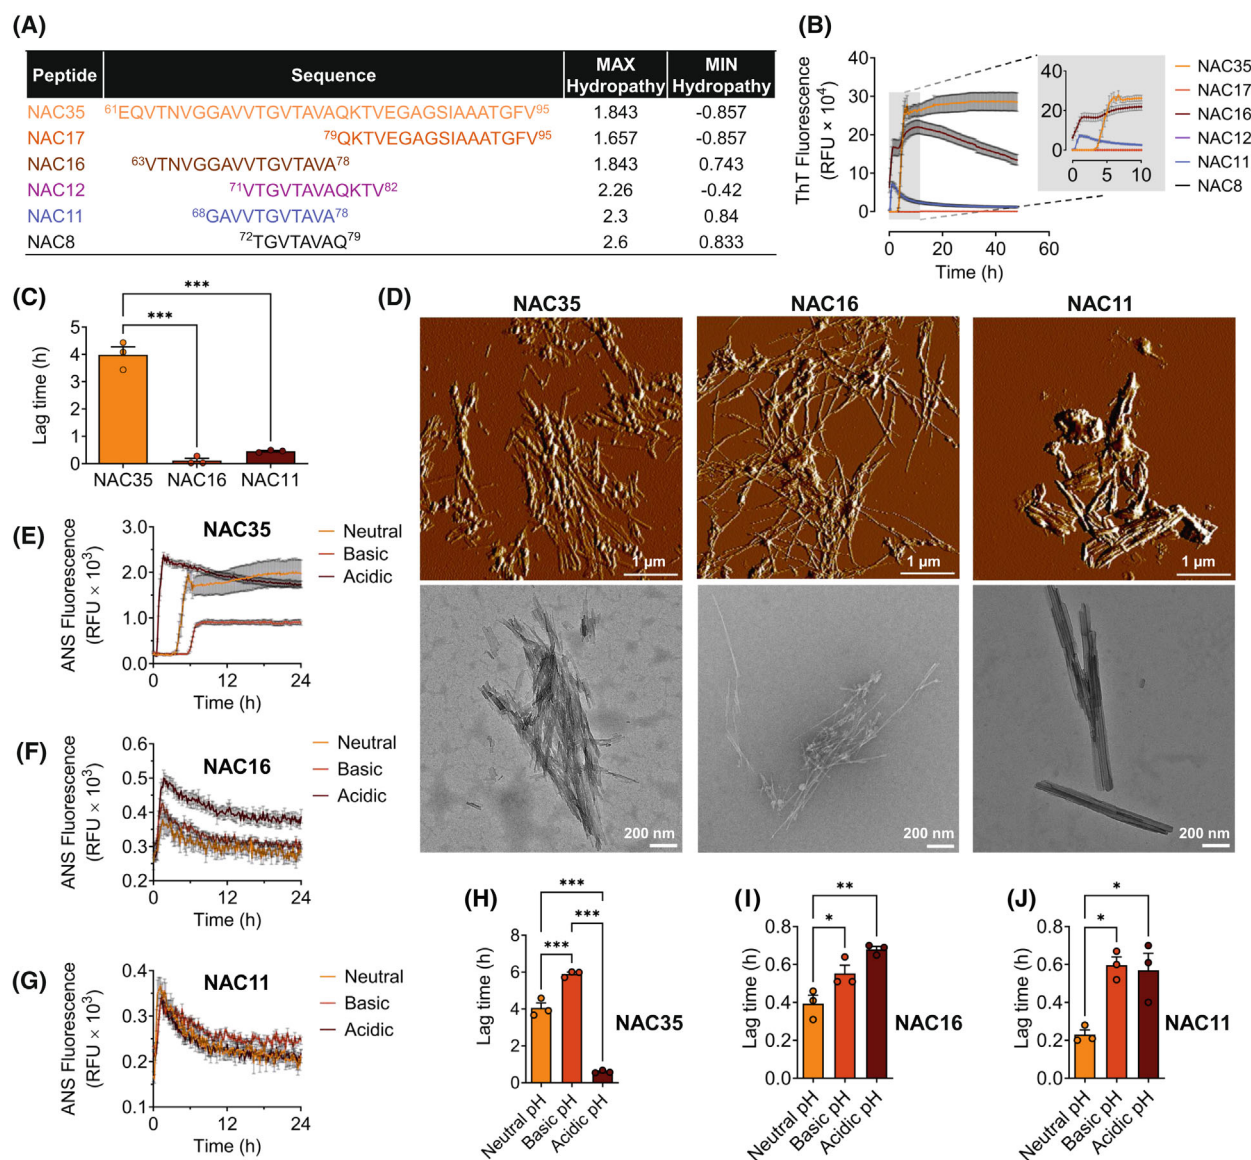 (A)
Peptide Sequence MAX Hydropathy MIN Hydropathy
NAC35 61EQVTNVGGAVVTGVTAVAQKTVEGAGSIAAATGFV95 1.843 -0.857
NAC17 79QKTVEGAGSIAAATGFV95 1.657 -0.857
NAC16 63VTNVGGAVVTGVTAVA78 1.843 0.743
NAC12 71VTGVTAVAQKTV82 2.26 -0.42
NAC11 68GAVVTGVTAVA78 2.3 0.84
NAC8 72TGVTAVAQ79 2.6 0.833
(B)
ThT Fluorescence
(RFU × 104)
40
30
20
10
0
0 20 40 60
Time (h)
40
20
0
0 5 10
NAC35
NAC17
NAC16
NAC12
NAC11
NAC8
(C)
Lag time (h)
5
4
3
2
1
0
***
***
NAC35 NAC16 NAC11
(D)
NAC35 NAC16 NAC11
1 µm 1 µm 1 µm
200 nm 200 nm 200 nm
(E)
NAC35
ANS Fluorescence
(RFU × 103)
3.0
2.0
1.0
0.0
0 12 24
Time (h)
Neutral
Basic
Acidic
(F)
NAC16
ANS Fluorescence
(RFU × 103)
0.6
0.5
0.4
0.3
0.2
0 12 24
Time (h)
Neutral
Basic
Acidic
(G)
NAC11
ANS Fluorescence
(RFU × 103)
0.4
0.3
0.2
0.1
0 12 24
Time (h)
Neutral
Basic
Acidic
(H)
Lag time (h)
8
6
4
2
0
***
***
***
NAC35
Neutral pH
Basic pH
Acidic pH
(I)
Lag time (h)
0.8
0.6
0.4
0.2
0.0
**
*
NAC16
Neutral pH
Basic pH
Acidic pH
(J)
Lag time (h)
0.8
0.6
0.4
0.2
0.0
*
*
NAC11
Neutral pH
Basic pH
Acidic pH